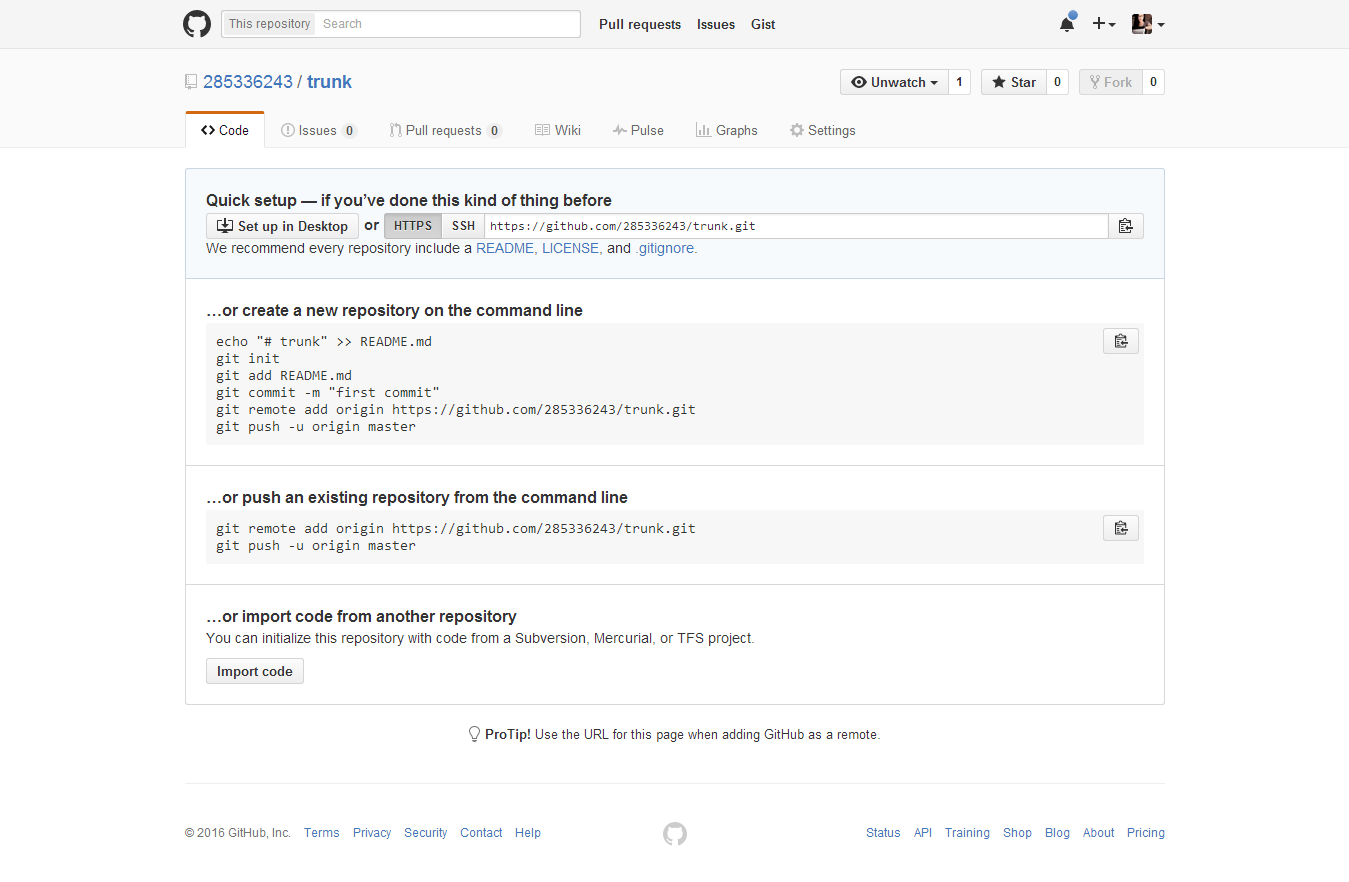 This repository Search Pull requests Issues Gist
285336243 / trunk Unwatch 1 Star 0 Fork 0
Code Issues 0 Pull requests 0 Wiki Pulse Graphs Settings
Quick setup — if you’ve done this kind of thing before
Set up in Desktop or HTTPS SSH https://github.com/285336243/trunk.git
We recommend every repository include a README, LICENSE, and .gitignore.
…or create a new repository on the command line
echo "# trunk" >> README.md
git init
git add README.md
git commit -m "first commit"
git remote add origin https://github.com/285336243/trunk.git
git push -u origin master
…or push an existing repository from the command line
git remote add origin https://github.com/285336243/trunk.git
git push -u origin master
…or import code from another repository
You can initialize this repository with code from a Subversion, Mercurial, or TFS project.
Import code
ProTip! Use the URL for this page when adding GitHub as a remote.
© 2016 GitHub, Inc. Terms Privacy Security Contact Help Status API Training Shop Blog About Pricing